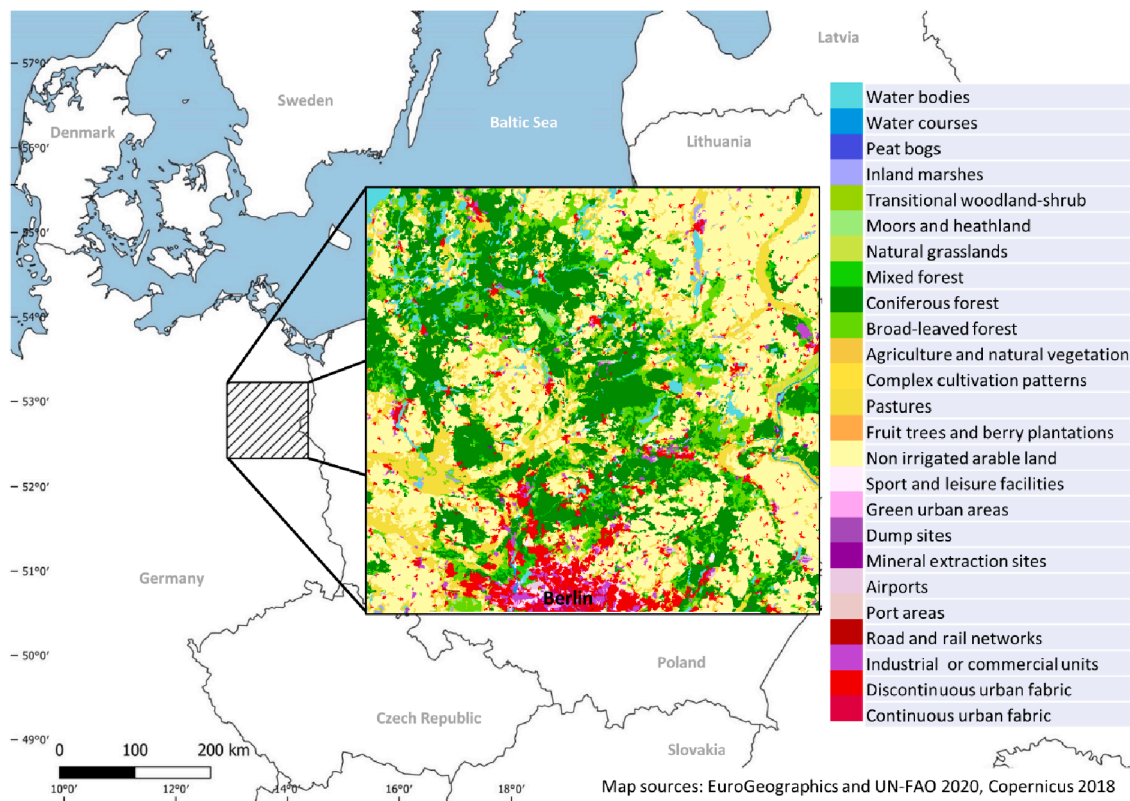 Latvia
57°0'
Sweden
Denmark
Baltic Sea
Lithuania
56°0'
55°0'
54°0'
53°0'
52°0'
51°0'
50°0'
49°0'
Germany
Berlin
Poland
Czech Republic
Slovakia
Water bodies
Water courses
Peat bogs
Inland marshes
Transitional woodland-shrub
Moors and heathland
Natural grasslands
Mixed forest
Coniferous forest
Broad-leaved forest
Agriculture and natural vegetation
Complex cultivation patterns
Pastures
Fruit trees and berry plantations
Non irrigated arable land
Sport and leisure facilities
Green urban areas
Dump sites
Mineral extraction sites
Airports
Port areas
Road and rail networks
Industrial or commercial units
Discontinuous urban fabric
Continuous urban fabric
0 100 200 km
10°0' 12°0' 14°0' 16°0' 18°0'
Map sources: EuroGeographics and UN-FAO 2020, Copernicus 2018